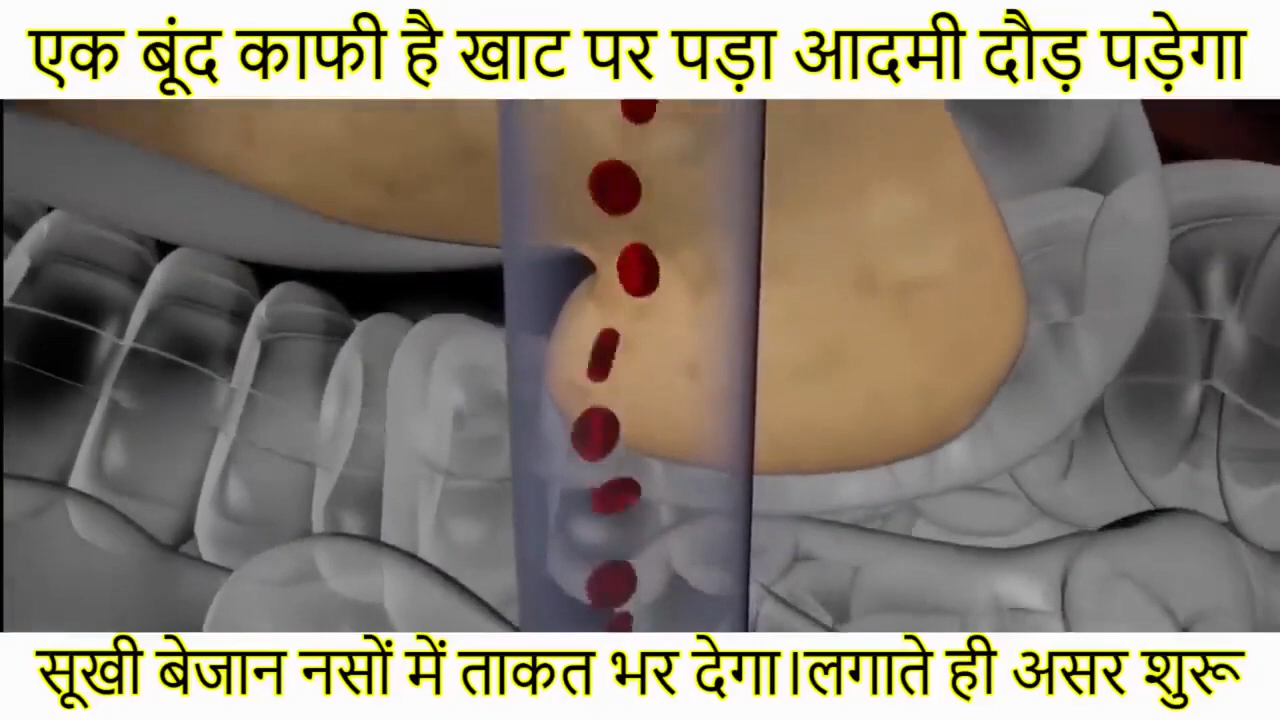 एक बूंद काफी है खाट पर पड़ा आदमी दौड़ पड़ेगा
सूखी बेजान नसों में ताकत भर देगा।लगाते ही असर शुरू